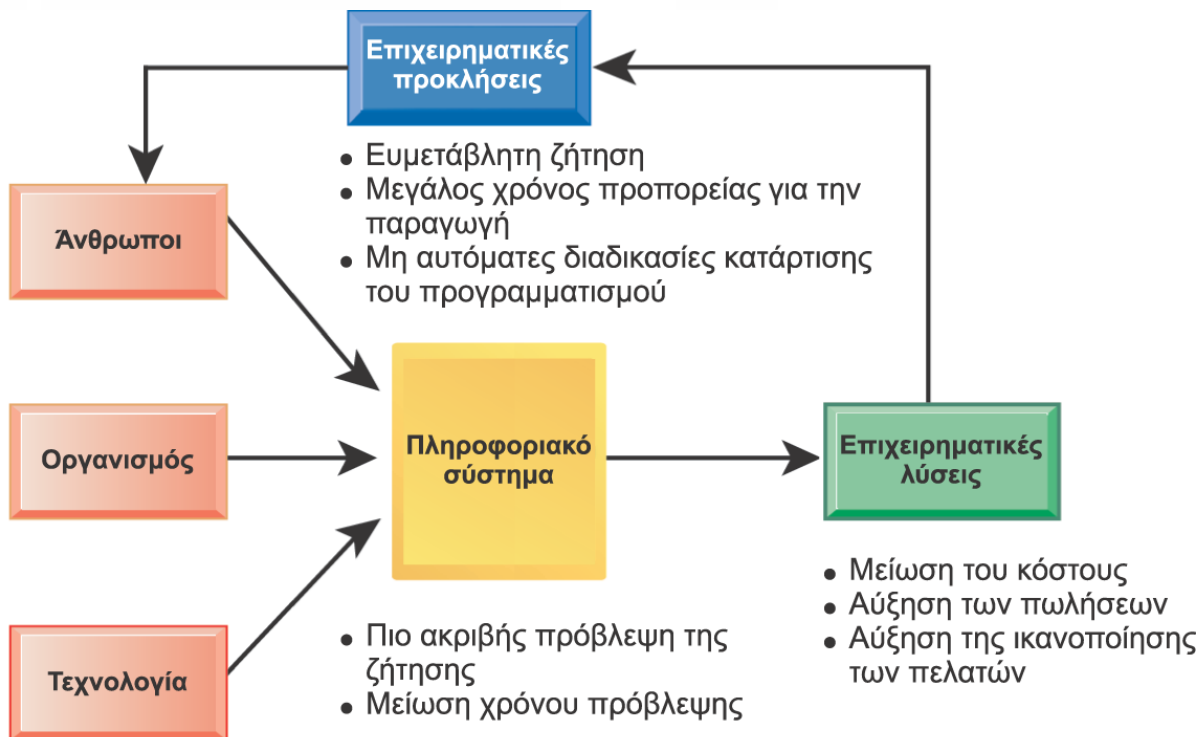 Επιχειρηματικές
προκλήσεις
• Ευμετάβλητη ζήτηση
• Μεγάλος χρόνος προπορείας για την
παραγωγή
• Μη αυτόματες διαδικασίες κατάρτισης
του προγραμματισμού
Άνθρωποι
Οργανισμός
Τεχνολογία
Πληροφοριακό
σύστημα
• Πιο ακριβής πρόβλεψη της
ζήτησης
• Μείωση χρόνου πρόβλεψης
Επιχειρηματικές
λύσεις
• Μείωση του κόστους
• Αύξηση των πωλήσεων
• Αύξηση της ικανοποίησης
των πελατών